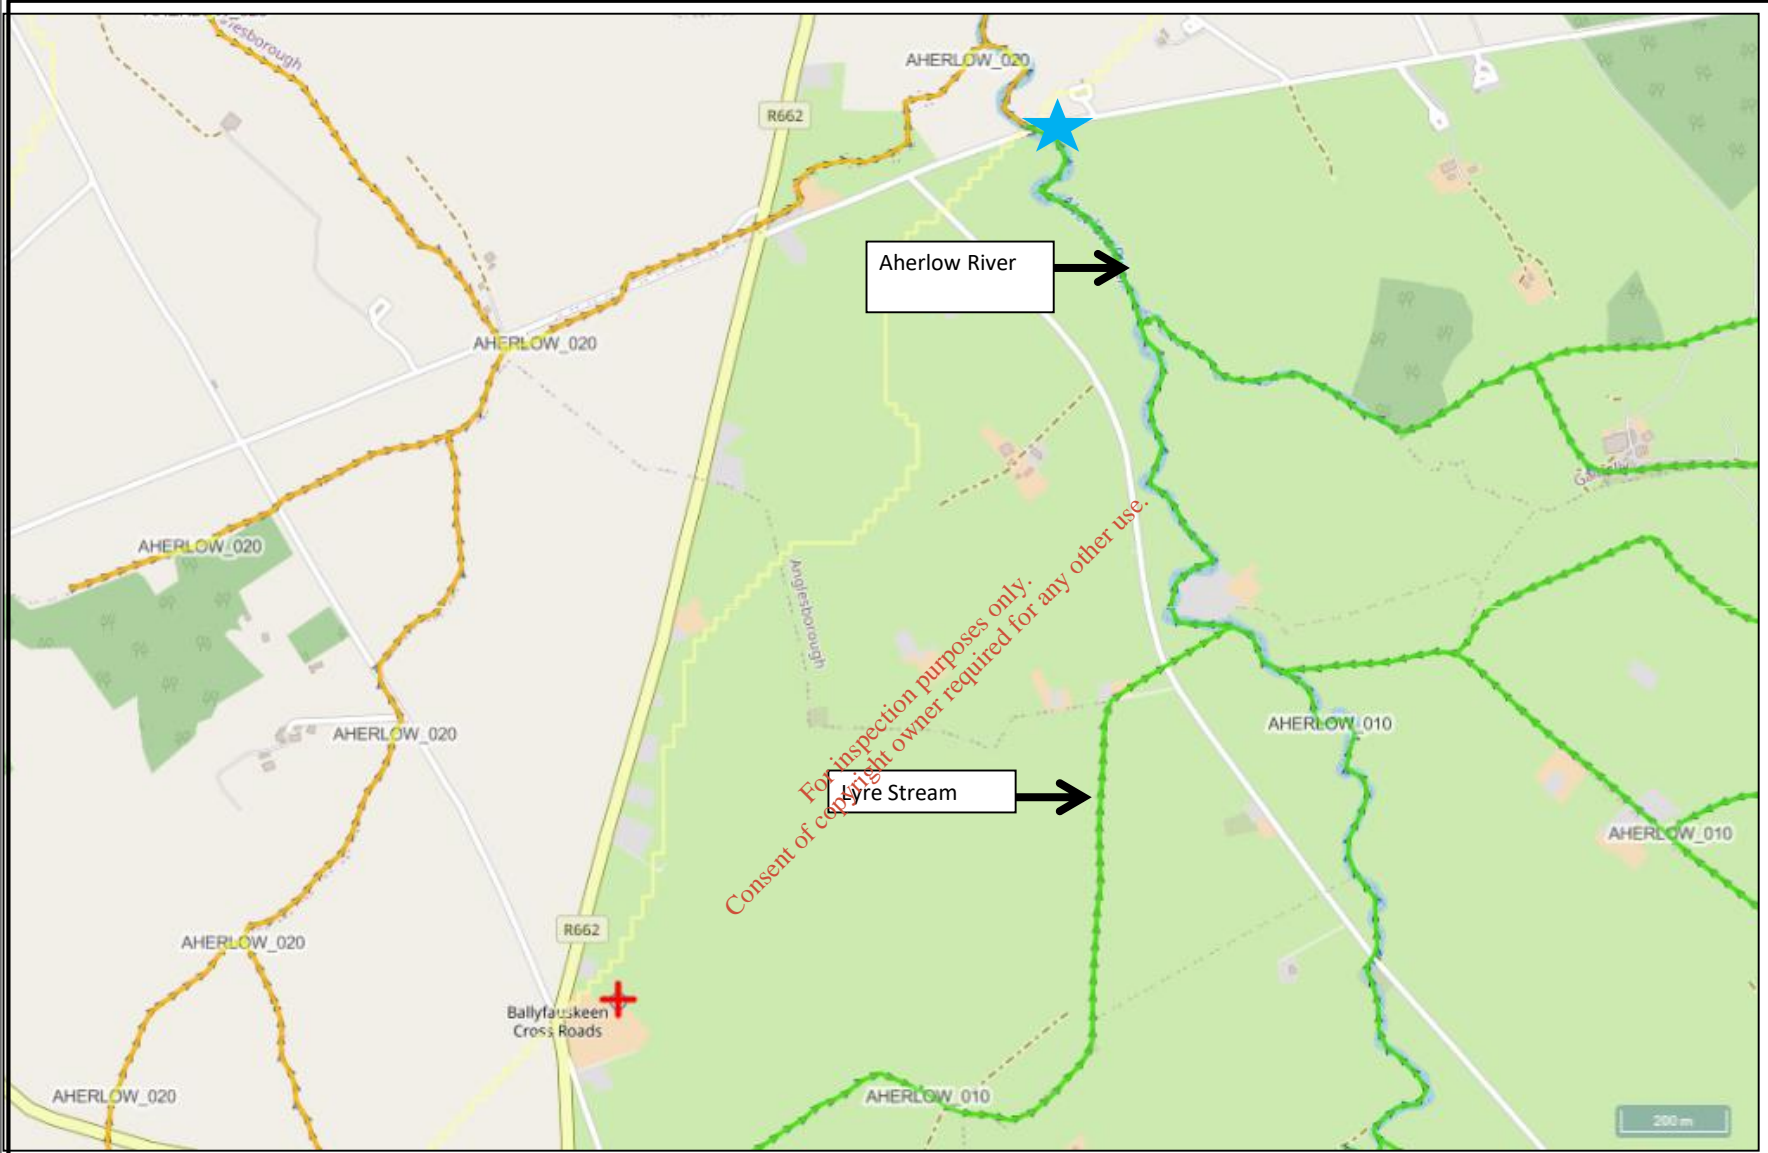 Anglesborough
AHERLOW_020
R662
Aherlow River
AHERLOW_020
AHERLOW_020
Anglesborough
For inspection purposes only.
Consent of copyright owner required for any other use.
AHERLOW_020
AHERLOW_010
Lyre Stream
AHERLOW_010
R662
AHERLOW_020
Ballyfauskeen
Cross Roads
AHERLOW_020
AHERLOW_010
200 m